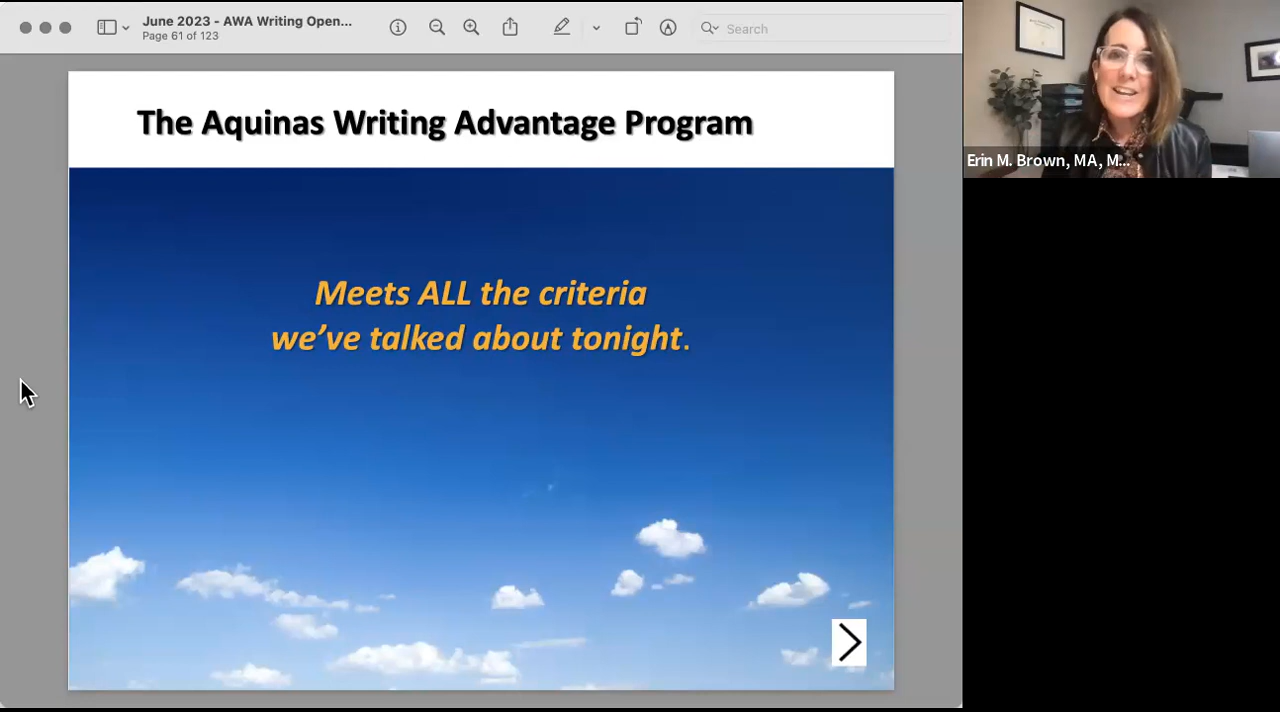 June 2023 - AWA Writing Open...
Page 61 of 123
Search
Erin M. Brown, MA, M...
The Aquinas Writing Advantage Program
Meets ALL the criteria
we've talked about tonight.